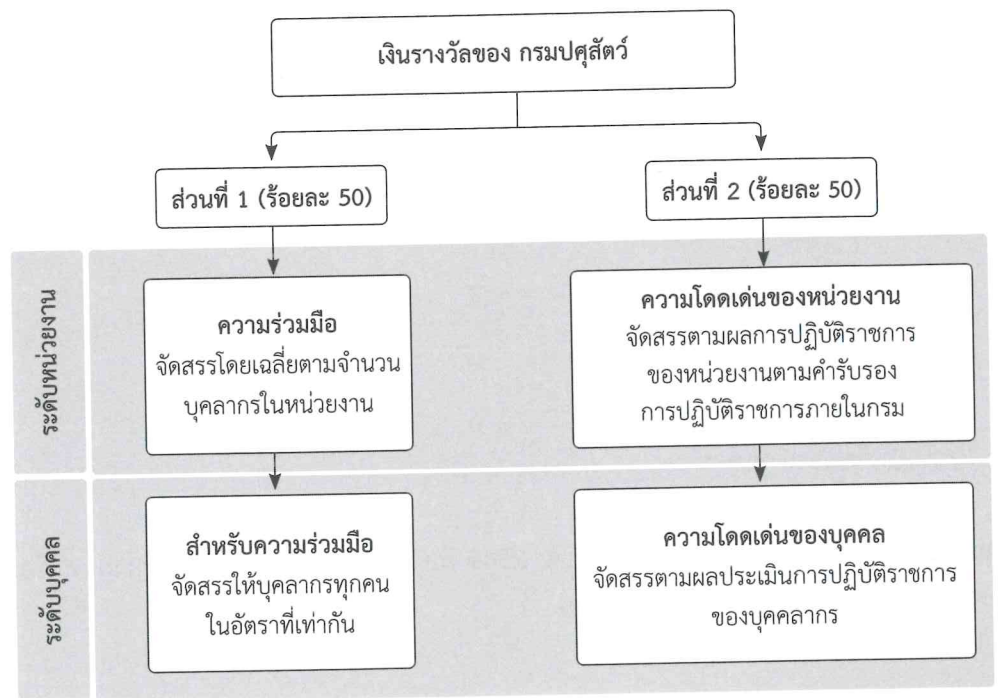 เงินรางวัลของ กรมปศุสัตว์
ส่วนที่ 1 (ร้อยละ 50)
ส่วนที่ 2 (ร้อยละ 50)
ระดับหน่วยงาน
ความร่วมมือ
จัดสรรโดยเฉลี่ยตามจำนวน
บุคลากรในหน่วยงาน
ความโดดเด่นของหน่วยงาน
จัดสรรตามผลการปฏิบัติราชการ
ของหน่วยงานตามคำรับรอง
การปฏิบัติราชการภายในกรม
ระดับบุคคล
สำหรับความร่วมมือ
จัดสรรให้บุคลากรทุกคน
ในอัตราที่เท่ากัน
ความโดดเด่นของบุคคล
จัดสรรตามผลประเมินการปฏิบัติราชการ
ของบุคคลากร